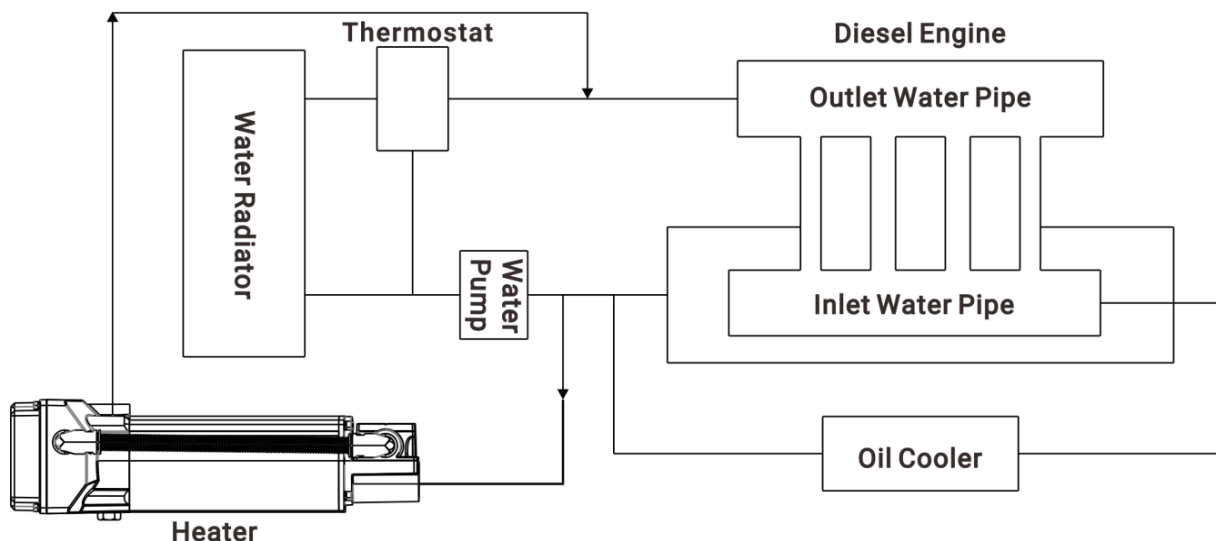 Thermostat
Diesel Engine
Outlet Water Pipe
Water Radiator
Water
Pump
Inlet Water Pipe
Oil Cooler
Heater